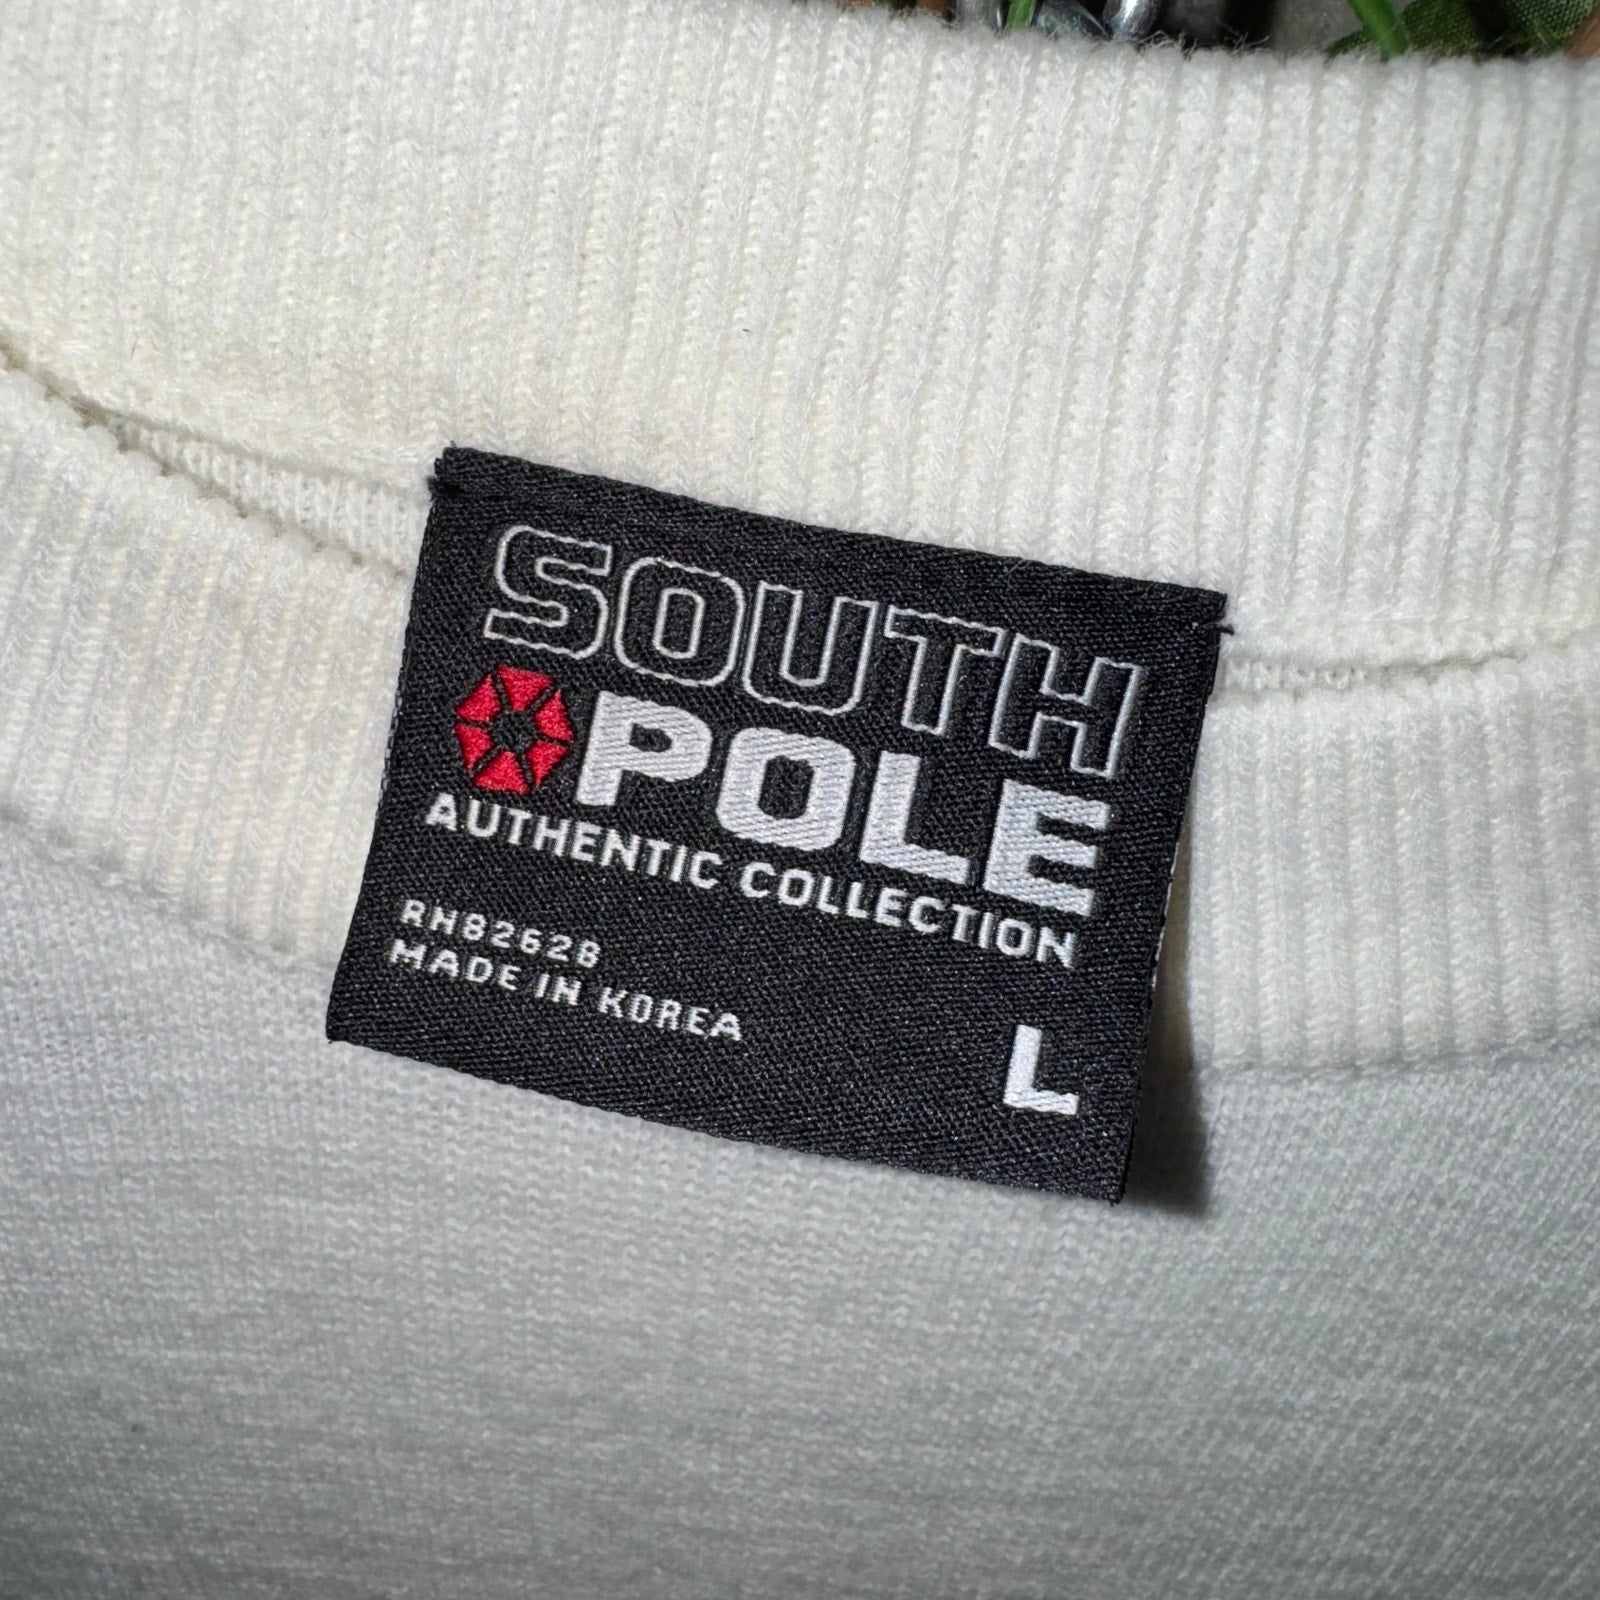 SOUTH
POLE
AUTHENTIC COLLECTION
RN82628
MADE IN KOREA
L